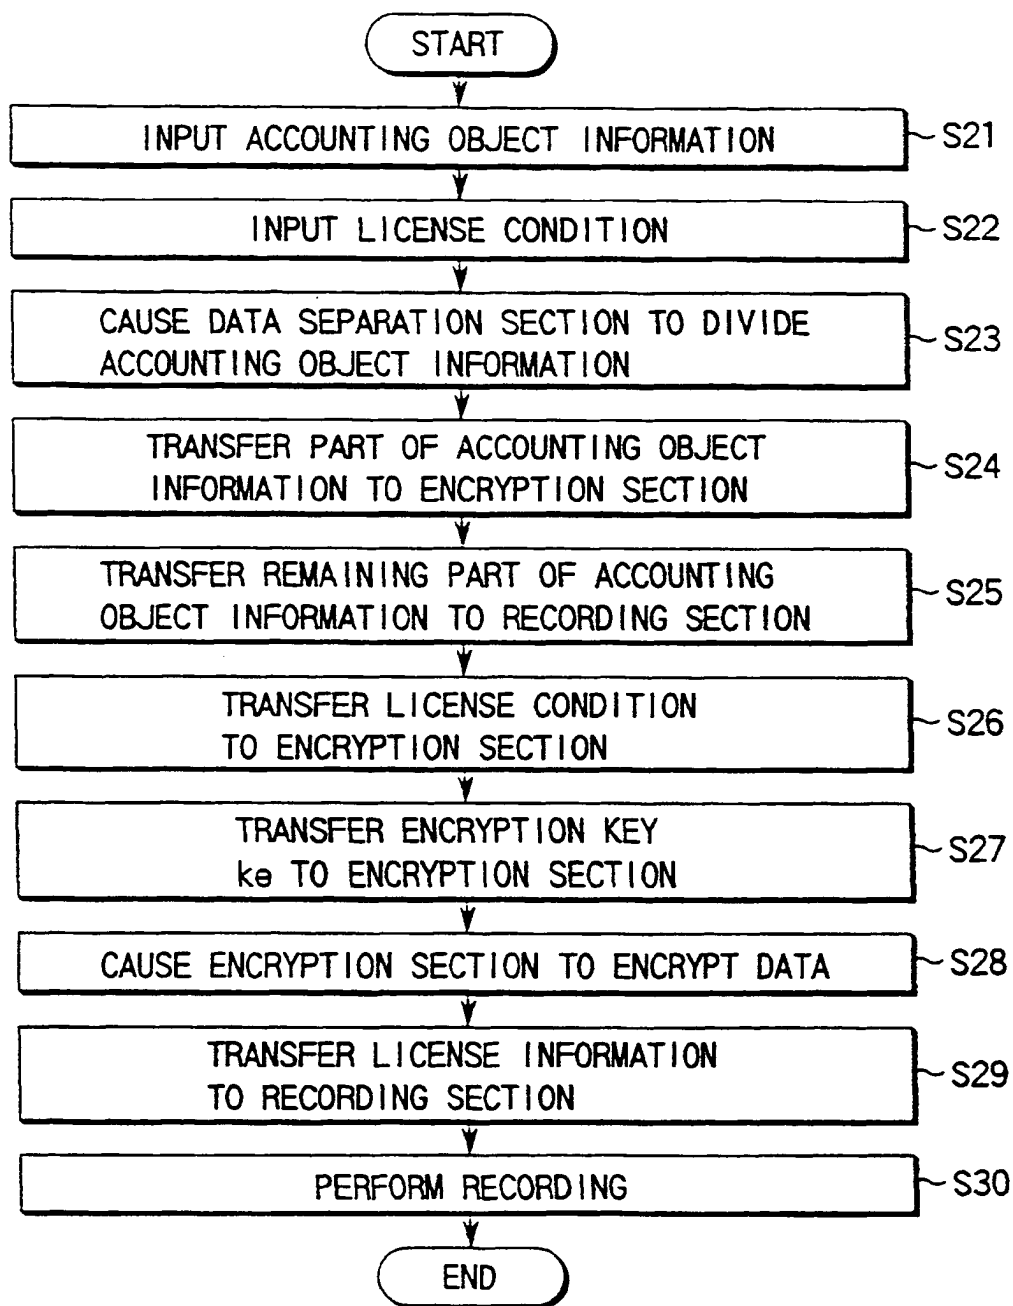 START
INPUT ACCOUNTING OBJECT INFORMATION
S21
INPUT LICENSE CONDITION
S22
CAUSE DATA SEPARATION SECTION TO DIVIDE
ACCOUNTING OBJECT INFORMATION
S23
TRANSFER PART OF ACCOUNTING OBJECT
INFORMATION TO ENCRYPTION SECTION
S24
TRANSFER REMAINING PART OF ACCOUNTING
OBJECT INFORMATION TO RECORDING SECTION
S25
TRANSFER LICENSE CONDITION
TO ENCRYPTION SECTION
S26
TRANSFER ENCRYPTION KEY
ke TO ENCRYPTION SECTION
S27
CAUSE ENCRYPTION SECTION TO ENCRYPT DATA
S28
TRANSFER LICENSE INFORMATION
TO RECORDING SECTION
S29
PERFORM RECORDING
S30
END